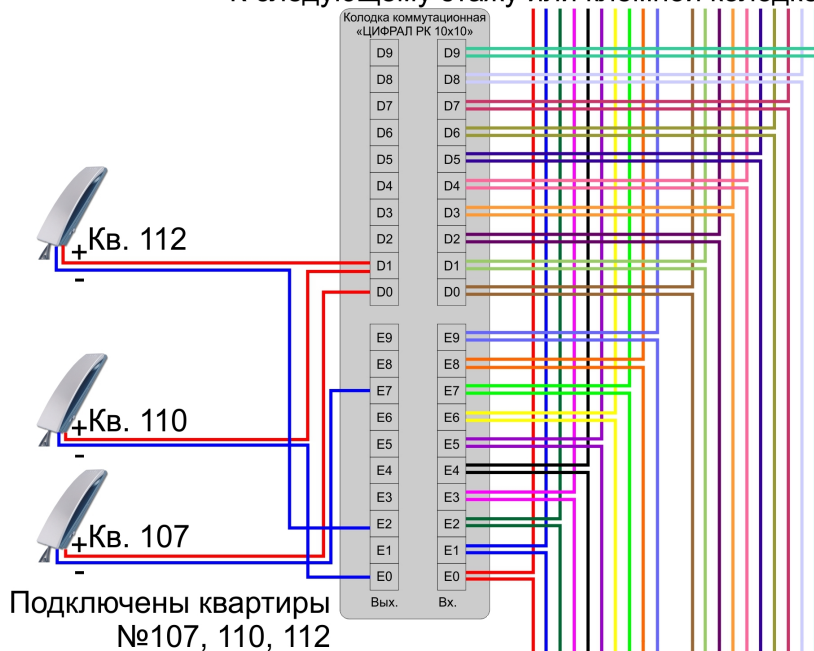 Колодка коммутационная
«ЦИФРАЛ РК 10х10»
D9 D9
D8 D8
D7 D7
D6 D6
D5 D5
D4 D4
D3 D3
D2 D2
D1 D1
D0 D0
E9 E9
E8 E8
E7 E7
E6 E6
E5 E5
E4 E4
E3 E3
E2 E2
E1 E1
E0 E0
Вых. Вх.
+Кв. 112
-
+Кв. 110
-
+Кв. 107
-
Подключены квартиры
№107, 110, 112